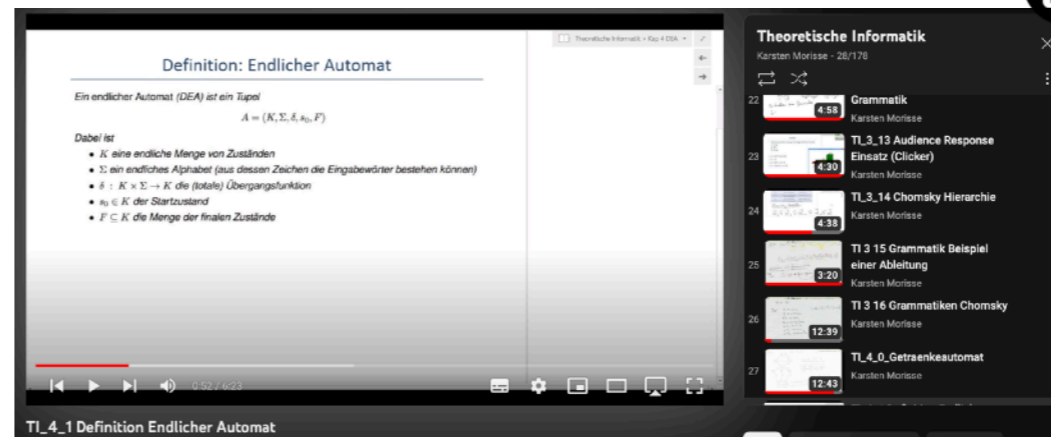 Theoretische Informatik > Kap 4 DEA
Definition: Endlicher Automat
Ein endlicher Automat (DEA) ist ein Tupel
A = (K, Σ, δ, s₀, F)
Dabei ist
• K eine endliche Menge von Zuständen
• Σ ein endliches Alphabet (aus dessen Zeichen die Eingabewörter bestehen können)
• δ : K × Σ → K die (totale) Übergangsfunktion
• s₀ ∈ K der Startzustand
• F ⊆ K die Menge der finalen Zustände
0:52 / 6:23
TI_4_1 Definition Endlicher Automat
Theoretische Informatik
Karsten Morisse - 28/178
22
4:58
Grammatik
Karsten Morisse
23
4:30
TI_3_13 Audience Response
Einsatz (Clicker)
Karsten Morisse
24
4:38
TI_3_14 Chomsky Hierarchie
Karsten Morisse
25
3:20
TI 3 15 Grammatik Beispiel
einer Ableitung
Karsten Morisse
26
12:39
TI 3 16 Grammatiken Chomsky
Karsten Morisse
27
12:43
TI_4_0_Getraenkeautomat
Karsten Morisse